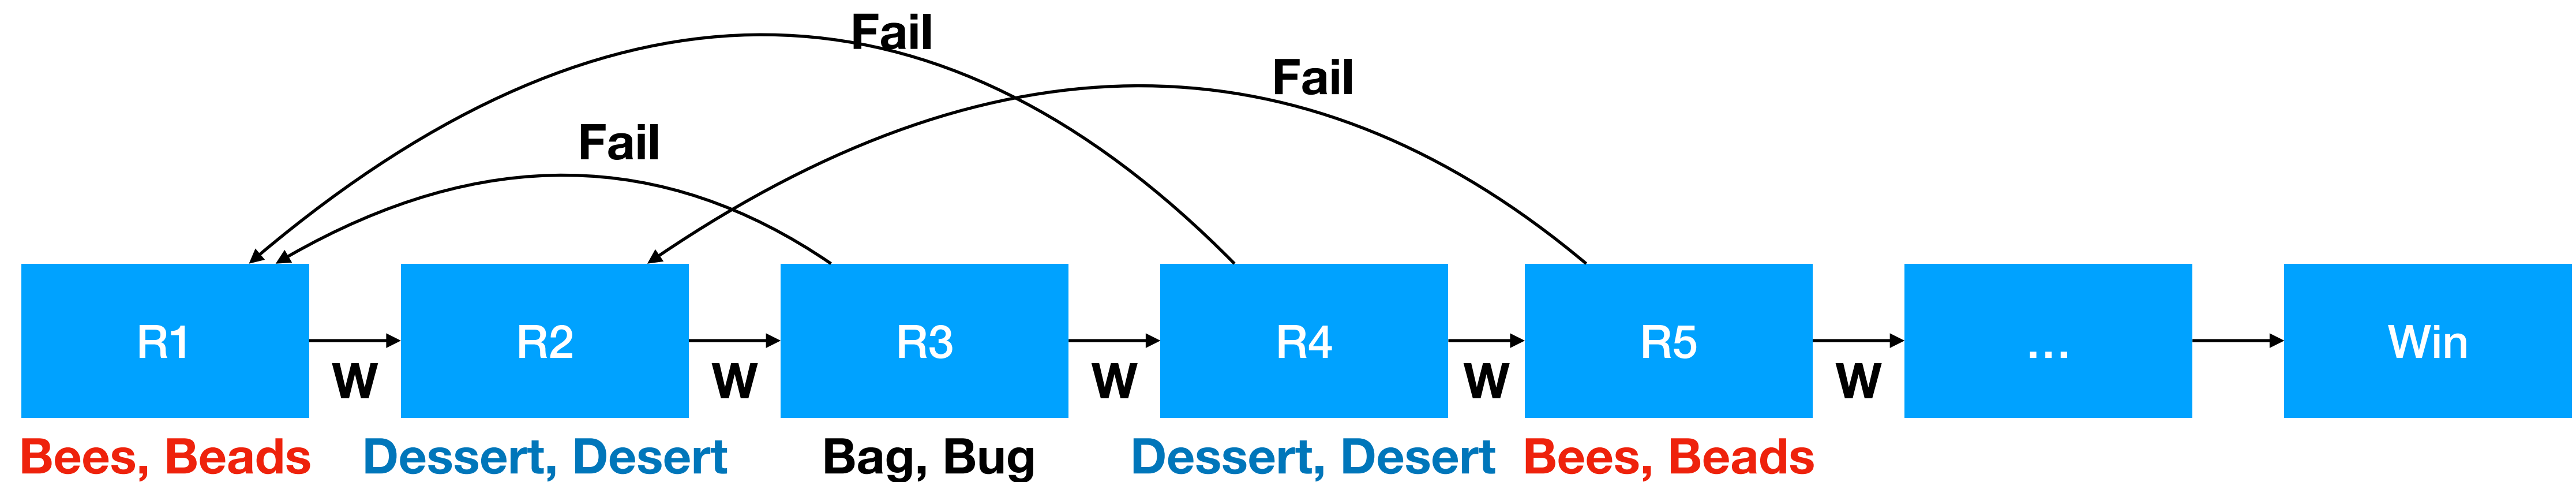 Fail
Fail
Fail
R1
R2
R3
R4
R5
...
Win
W
W
W
W
W
Bees, Beads
Dessert, Desert
Bag, Bug
Dessert, Desert
Bees, Beads